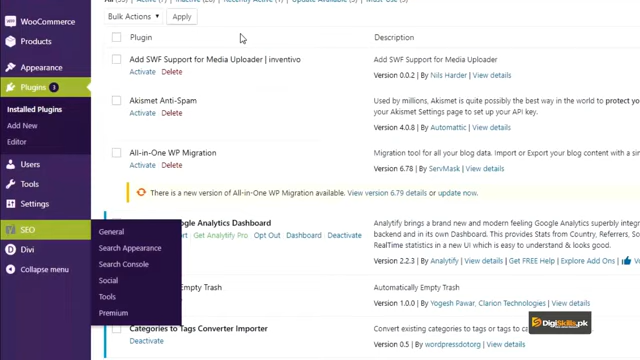 Bulk Actions Apply
WooCommerce
Products
Appearance
Plugins 3
Installed Plugins
Add New
Editor
Users
Tools
Settings
SEO
Divi
Collapse menu
General
Search Appearance
Search Console
Social
Tools
Premium
Plugin Description
Add SWF Support for Media Uploader | inventivo Add SWF Support for Media Uploader
Activate Delete Version 0.0.2 | By Nils Harder | View details
Akismet Anti-Spam Used by millions, Akismet is quite possibly the best way in the world to protect yo
Activate Delete your Akismet Settings page to set up your API key.
Version 4.0.8 | By Automattic | View details
All-in-One WP Migration Migration tool for all your blog data. Import or Export your blog content with a sin
Activate Delete Version 6.78 | By ServMask | View details
There is a new version of All-in-One WP Migration available. View version 6.79 details or update now.
Google Analytics Dashboard Analytify brings a brand new and modern feeling Google Analytics superbly integr
Get Analytify Pro Opt Out Dashboard Deactivate backend and in its own Dashboard. This provides Stats from Country, Referrers, So
RealTime statistics in a new UI which is easy to understand & looks good.
Version 2.2.3 | By Analytify | View details | Get FREE Help | Explore Add Ons | Vi
Empty Trash Automatically Empty Trash
Version 1.0.0 | By Yogesh Pawar, Clarion Technologies | View details
DigiSkills.pk
Categories to Tags Converter Importer Convert existing categories to tags or tags to c
Deactivate Version 0.5 | By wordpressdotorg | View details